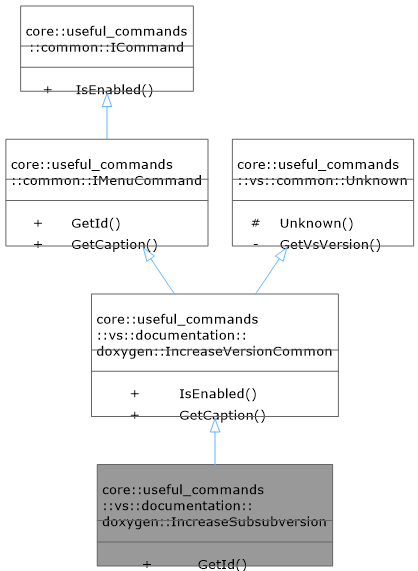 core::useful_commands
::common::ICommand
+ IsEnabled()
core::useful_commands
::common::IMenuCommand
+ GetId()
+ GetCaption()
core::useful_commands
::vs::common::Unknown
# Unknown()
- GetVsVersion()
core::useful_commands
::vs::documentation::
doxygen::IncreaseVersionCommon
+ IsEnabled()
+ GetCaption()
core::useful_commands
::vs::documentation::
doxygen::IncreaseSubsubversion
+ GetId()